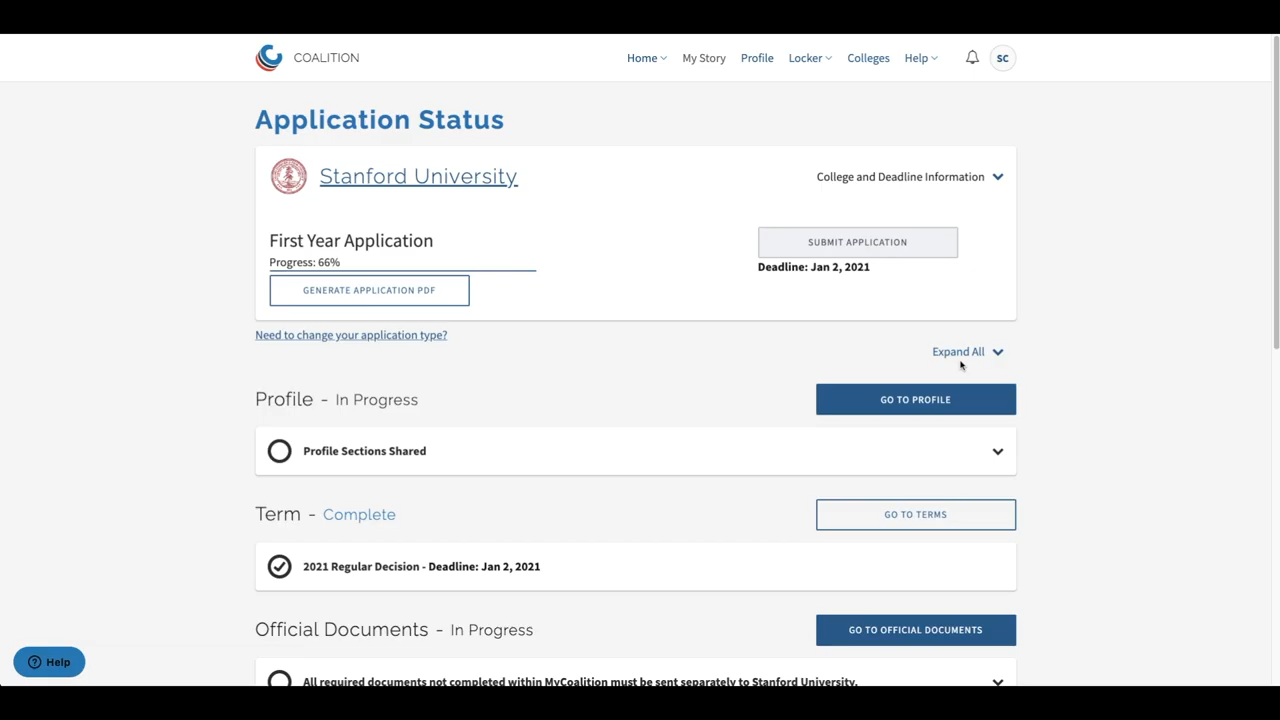 COALITION
Home
My Story
Profile
Locker
Colleges
Help
SC
Application Status
Stanford University
College and Deadline Information
First Year Application
Progress: 66%
SUBMIT APPLICATION
Deadline: Jan 2, 2021
GENERATE APPLICATION PDF
Need to change your application type?
Expand All
Profile - In Progress
GO TO PROFILE
Profile Sections Shared
Term - Complete
GO TO TERMS
2021 Regular Decision - Deadline: Jan 2, 2021
Official Documents - In Progress
GO TO OFFICIAL DOCUMENTS
All required documents not completed within MyCoalition must be sent separately to Stanford University.
Help